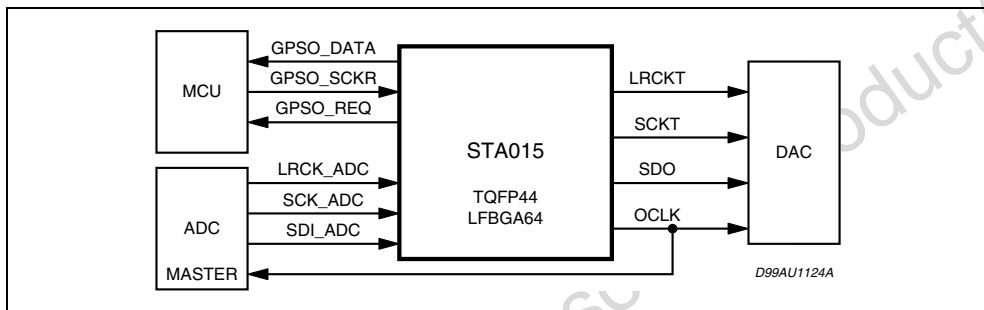 GPSO_DATA
GPSO_SCKR
GPSO_REQ
MCU
LRCK_ADC
SCK_ADC
SDI_ADC
ADC
MASTER
STA015
TQFP44
LFBGA64
LRCKT
SCKT
SDO
OCLK
DAC
D99AU1124A